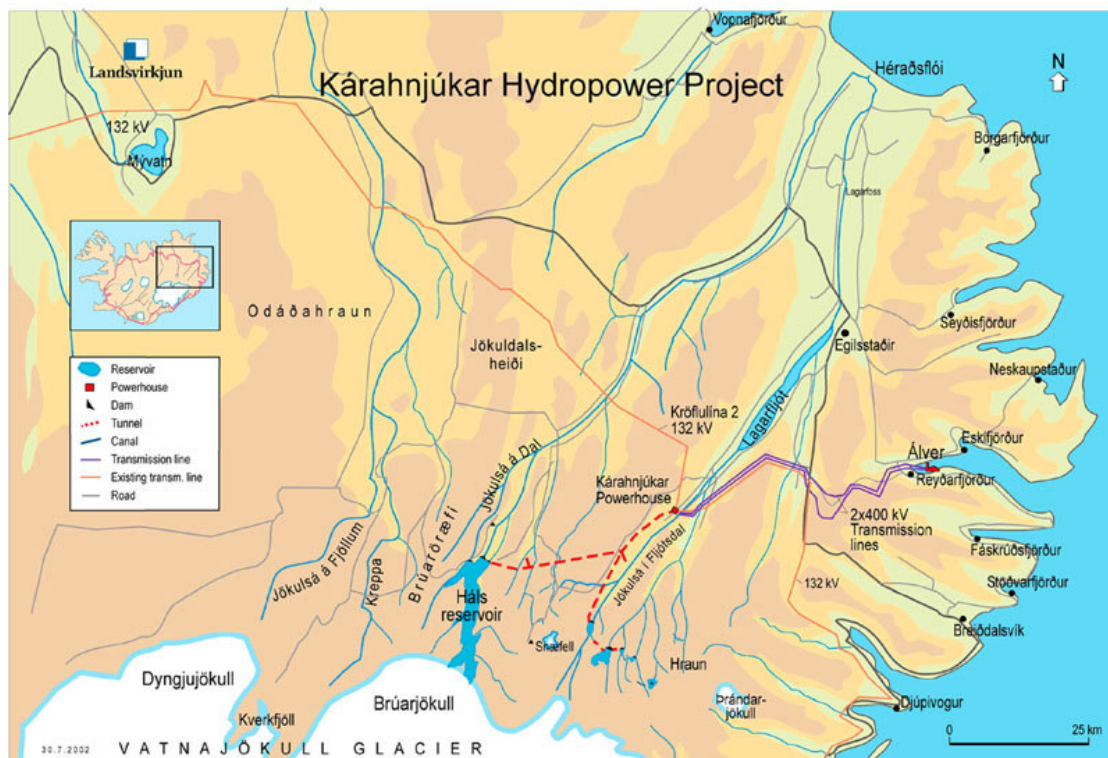 Landsvirkjun
Kárahnjúkar Hydropower Project
Vopnafjörður
Héraðsflói
N
132 kV
Mývatn
Borgarfjörður
Lagarfoss
Ódáðahraun
Jökuldals-
heiði
Seyðisfjörður
Egilsstaðir
Neskaupstaður
Reservoir
Powerhouse
Dam
Tunnel
Canal
Transmission line
Existing transm. line
Road
Kröflulína 2
132 kV
Lagarfljót
Eskifjörður
Álver
Reyðarfjörður
Jökulsá á Dal
Kárahnjúkar
Powerhouse
2x400 kV
Transmission
lines
Fáskrúðsfjörður
Jökulsá á Fjöllum
Kreppa
Brúaröræfi
Jökulsá í Fljótsdal
132 kV
Stöðvarfjörður
Háls
reservoir
Breiðdalsvík
Snæfell
Hraun
Dyngjujökull
Brúarjökull
Þrándar-
jökull
Djúpivogur
Kverkfjöll
30.7.2002
VATNAJÖKULL GLACIER
0 25 km